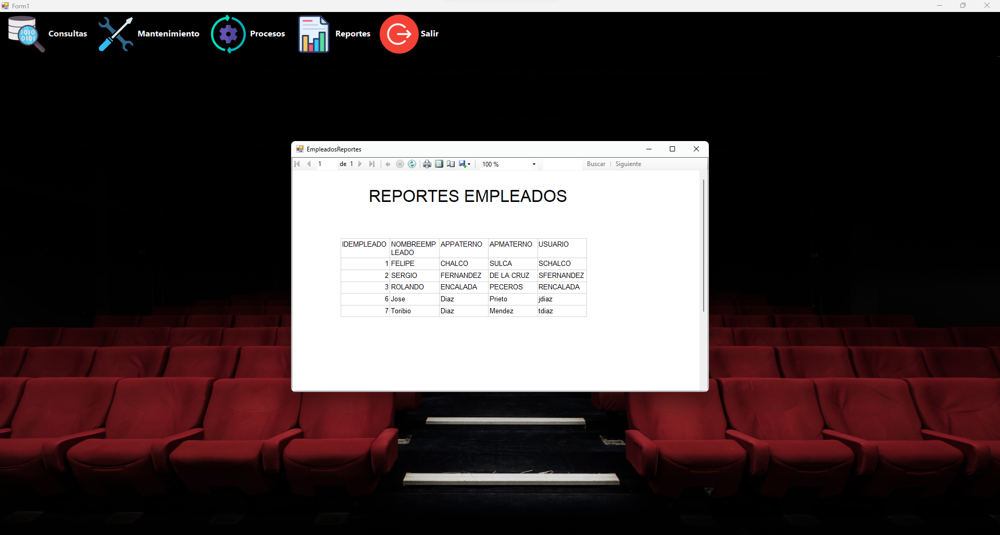 Form1
Consultas Mantenimiento Procesos Reportes Salir
EmpleadosReportes
1 de 1 100 % Buscar Siguiente
REPORTES EMPLEADOS
IDEMPLEADO NOMBREEMP APPATERNO APMATERNO USUARIO
LEADO
1 FELIPE CHALCO SULCA SCHALCO
2 SERGIO FERNANDEZ DE LA CRUZ SFERNANDEZ
3 ROLANDO ENCALADA PECEROS RENCALADA
6 Jose Diaz Prieto jdiaz
7 Toribio Diaz Mendez tdiaz